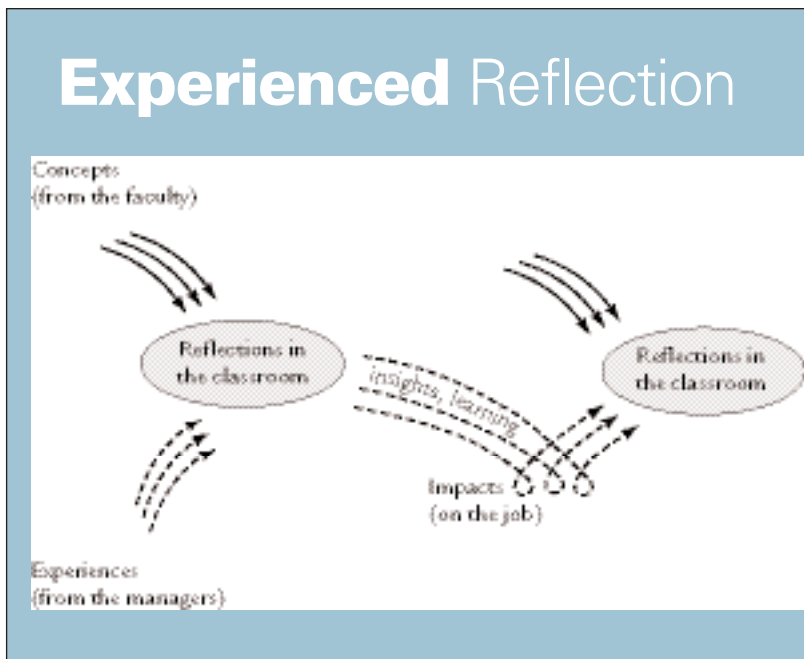 Experienced Reflection
Concepts
(from the faculty)
Reflections in
the classroom
insights, learning
Impacts
(on the job)
Reflections in
the classroom
Experiences
(from the managers)